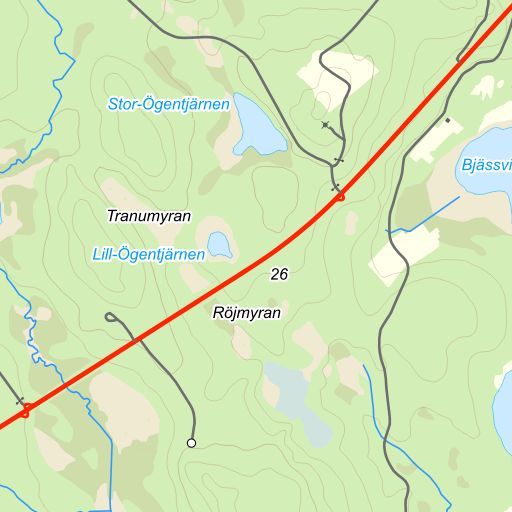 Stor-Ögentjärnen
Bjässvi
Tranumyran
Lill-Ögentjärnen
26
Röjmyran